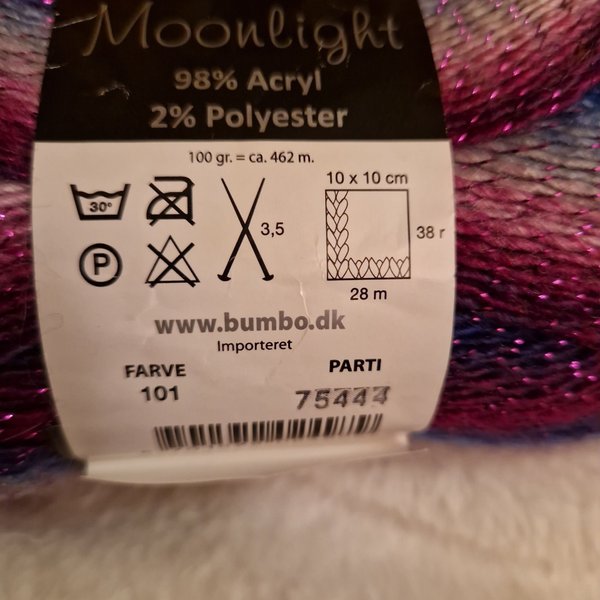 Moonlight
98% Acryl
2% Polyester
100 gr. = ca. 462 m.
30°
P
3,5
10 x 10 cm
38 r
28 m
www.bumbo.dk
Importeret
FARVE
101
PARTI
75444